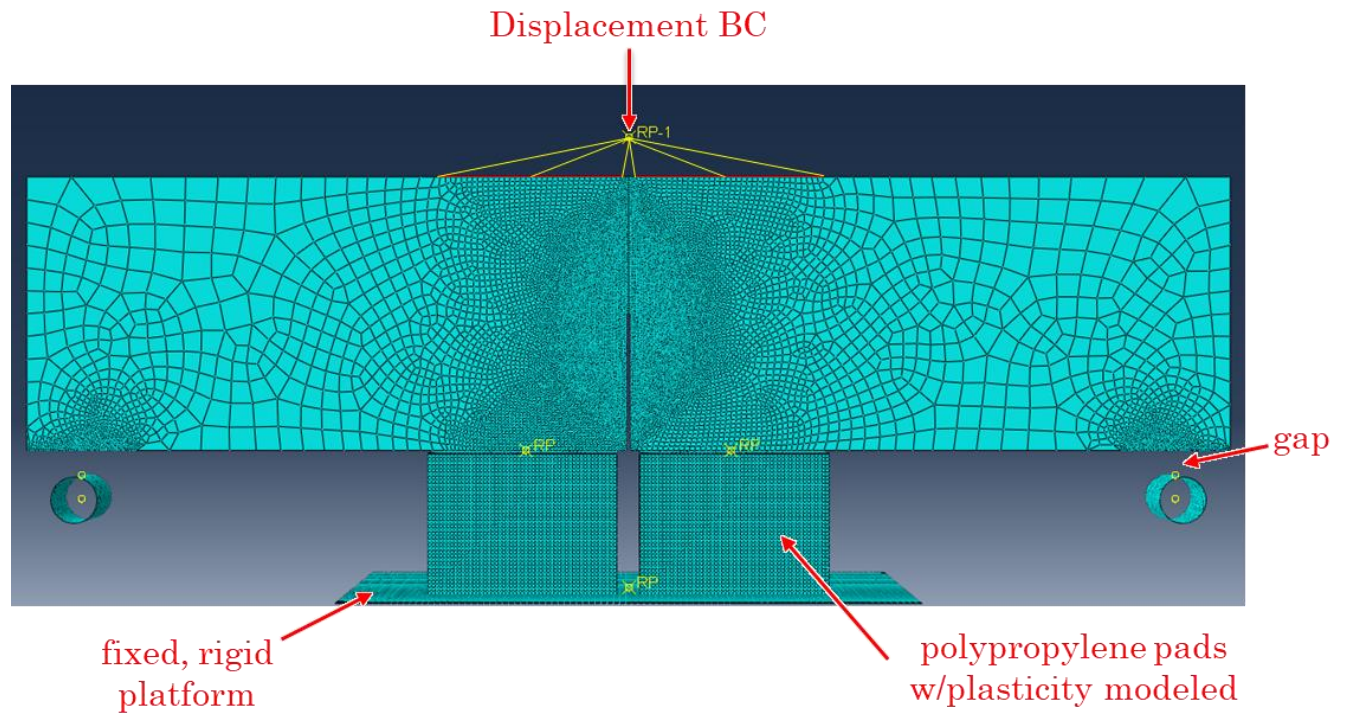 Displacement BC
RP-1
RP
RP
gap
RP
fixed, rigid
platform
polypropylene pads
w/plasticity modeled